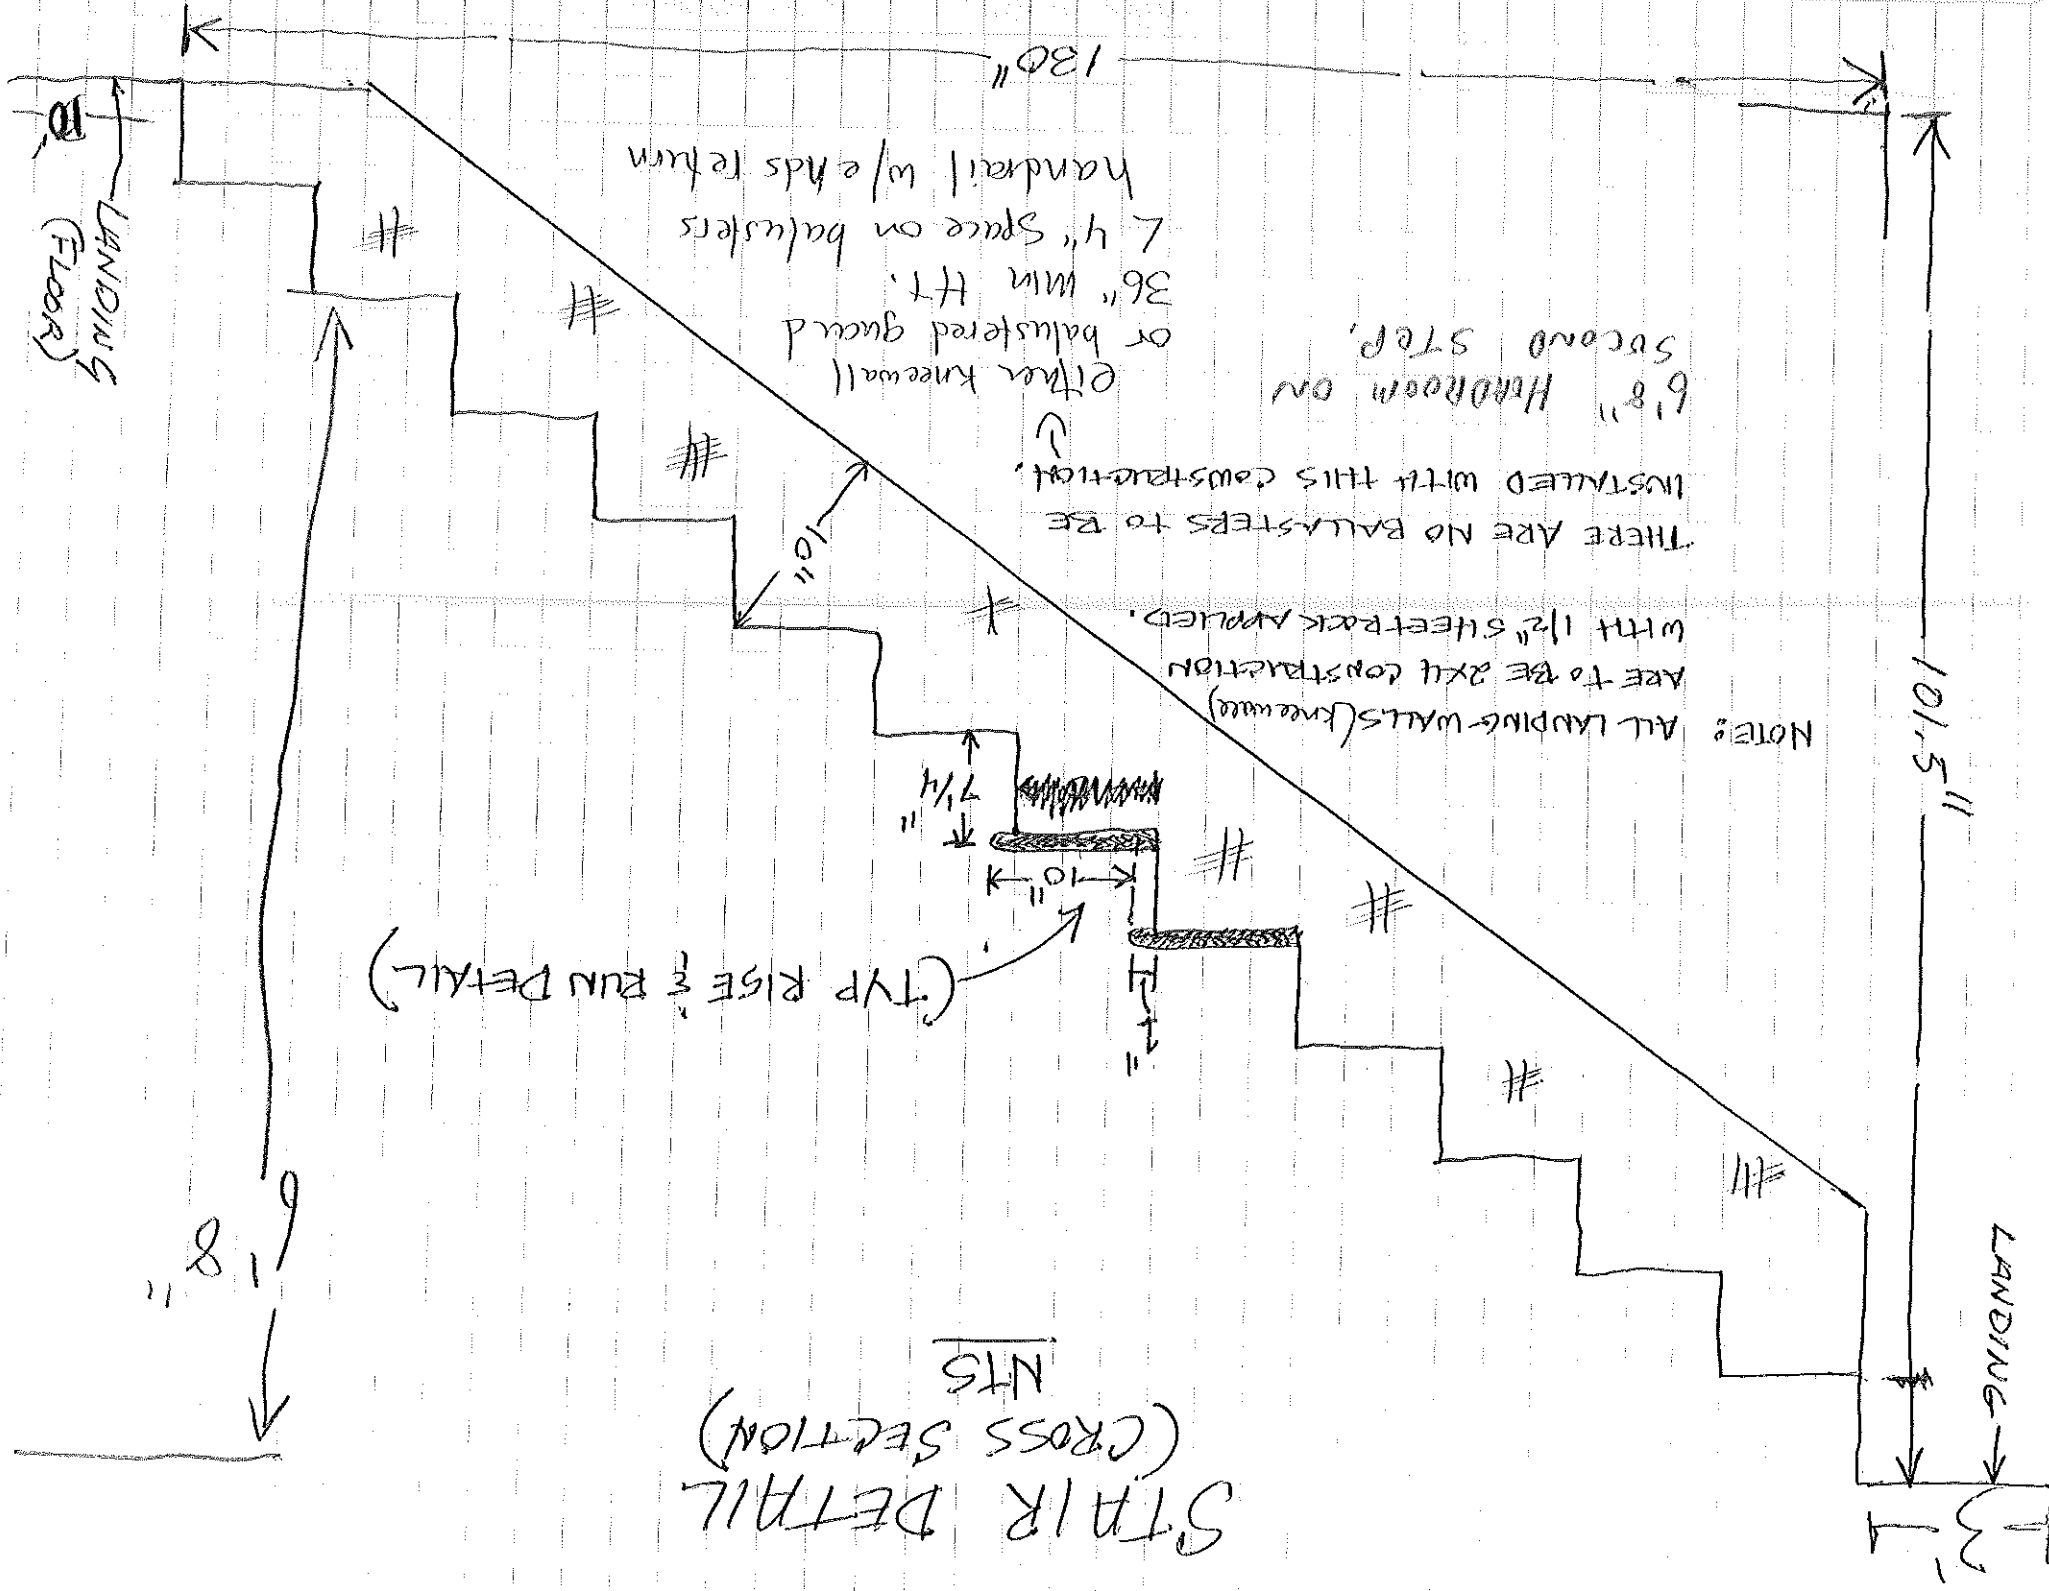 STAIR DETAIL
(CROSS SECTION)
NTS
3'
LANDING
6'8"
1"
(TYP RISE & RUN DETAIL)
10"
7 1/4"
101.5"
NOTE: ALL LANDING WALLS (kneewall)
ARE TO BE 2X4 CONSTRUCTION
WITH 1/2" SHEETROCK APPLIED.
THERE ARE NO BALLASTERS TO BE
INSTALLED WITH THIS CONSTRUCTION.
10"
6'8" HEADROOM ON
SECOND STEP.
either kneewall
or balustered guard
36" min HT.
< 4" space on balusters
handrail w/ends return
LANDING
(FLOOR)
130"